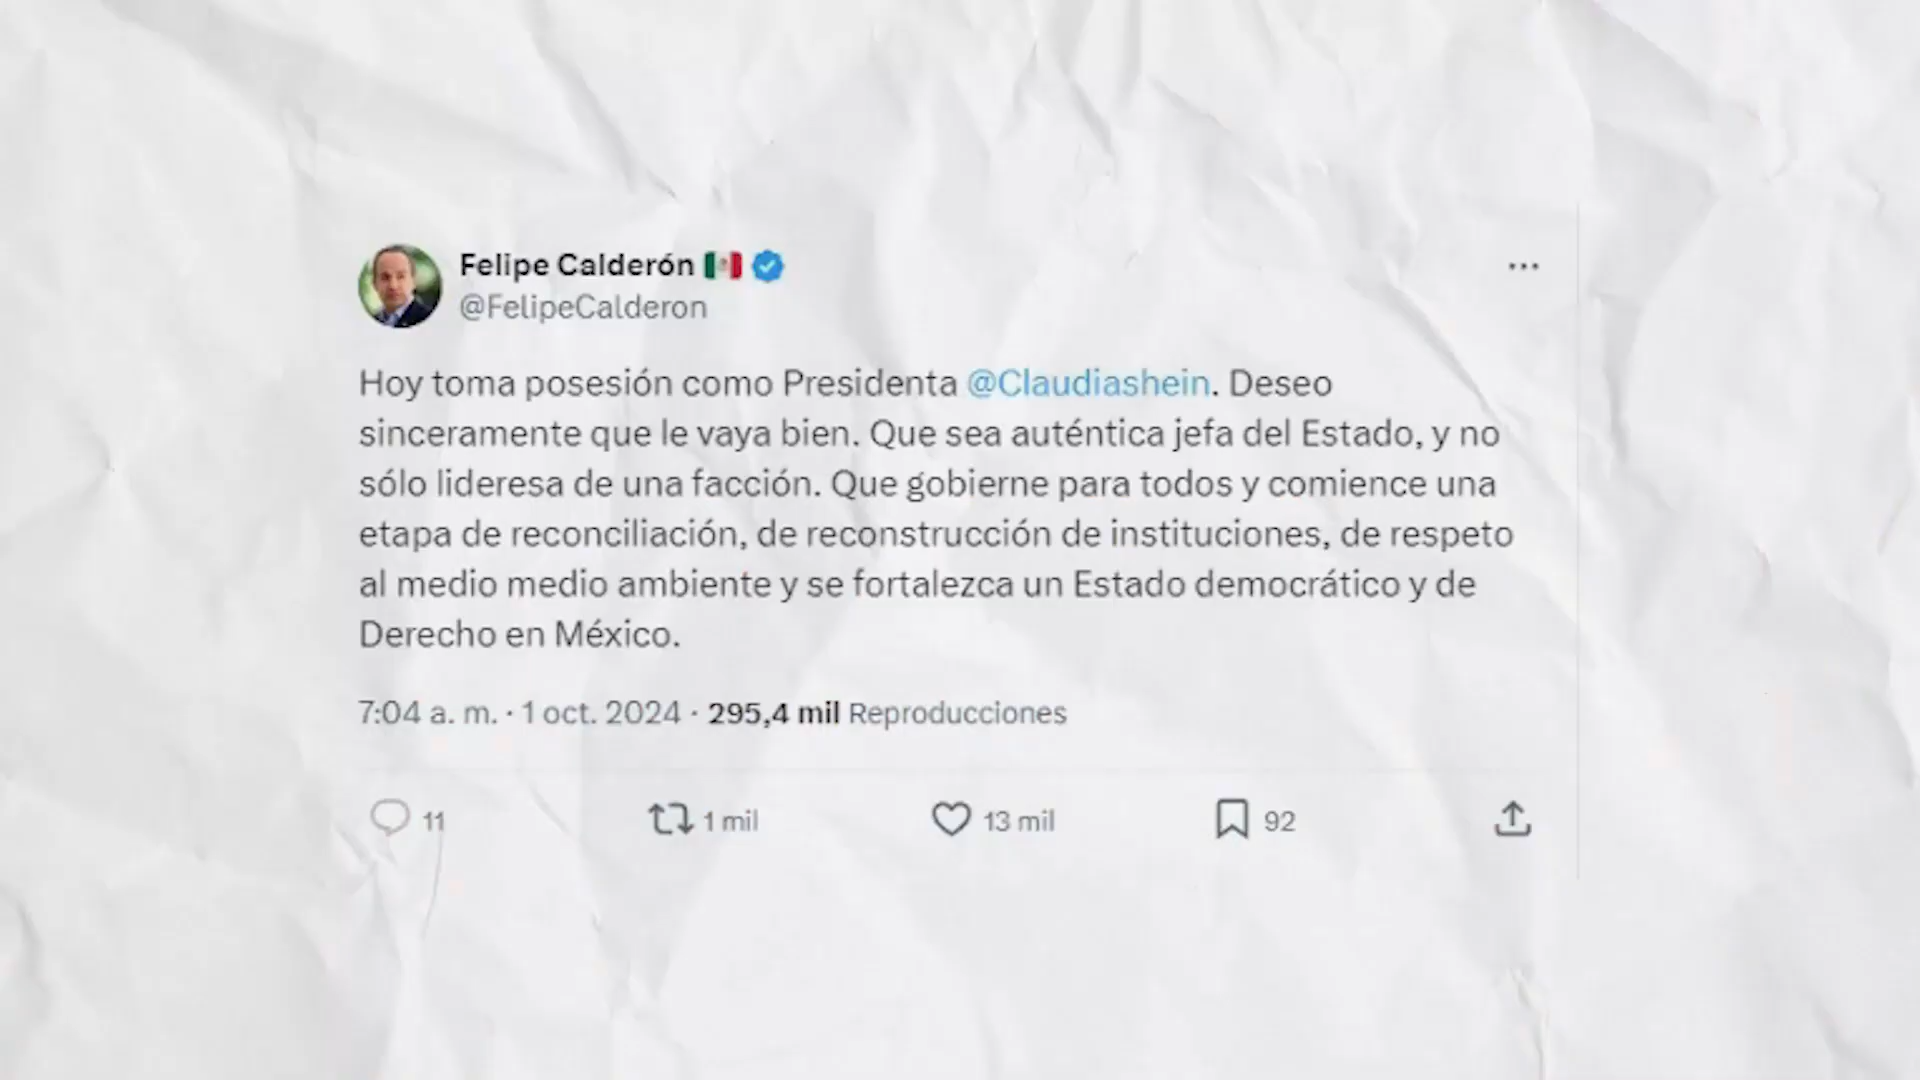 Felipe Calderón
@FelipeCalderon
Hoy toma posesión como Presidenta @Claudiashein. Deseo
sinceramente que le vaya bien. Que sea auténtica jefa del Estado, y no
sólo lideresa de una facción. Que gobierne para todos y comience una
etapa de reconciliación, de reconstrucción de instituciones, de respeto
al medio medio ambiente y se fortalezca un Estado democrático y de
Derecho en México.
7:04 a. m. · 1 oct. 2024 · 295,4 mil Reproducciones
11 1 mil 13 mil 92